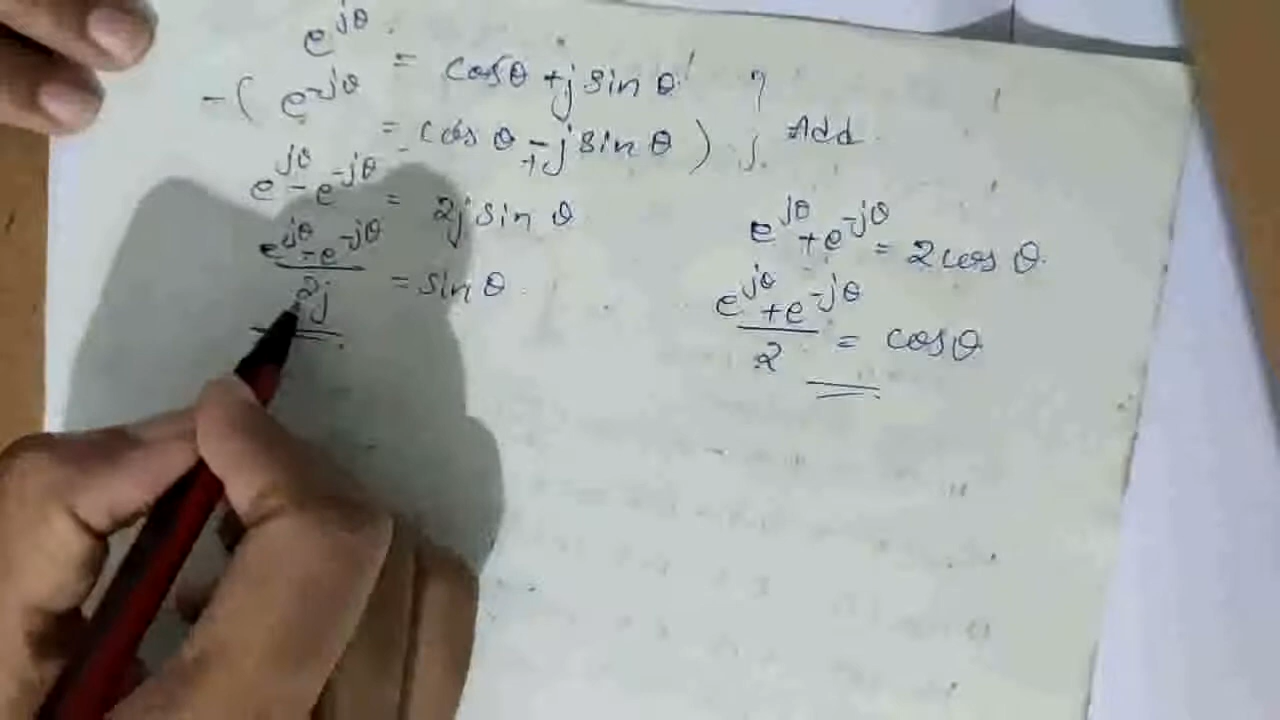 e^{jθ} = cosθ + j sin θ
-( e^{-jθ} = cos θ - j sin θ ) Add
+
e^{jθ} - e^{-jθ} = 2j sin θ
(e^{jθ} - e^{-jθ}) / 2j = sin θ
e^{jθ} + e^{-jθ} = 2 cos θ
(e^{jθ} + e^{-jθ}) / 2 = cos θ